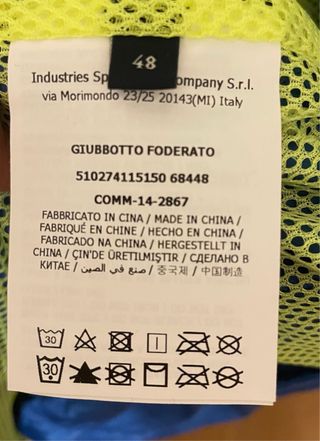 48
Industries Sp ompany S.r.l.
via Morimondo 23/25 20143(MI) Italy
GIUBBOTTO FODERATO
510274115150 68448
COMM-14-2867
FABBRICATO IN CINA / MADE IN CHINA /
FABRIQUÉ EN CHINE / HECHO EN CHINA /
FABRICADO NA CHINA / HERGESTELLT IN
CHINA / ÇIN'DE ÜRETILMIŞTIR / СДЕЛАНО В
КИТАЕ / صنع في الصين / 중국제 / 中国制造
30
30